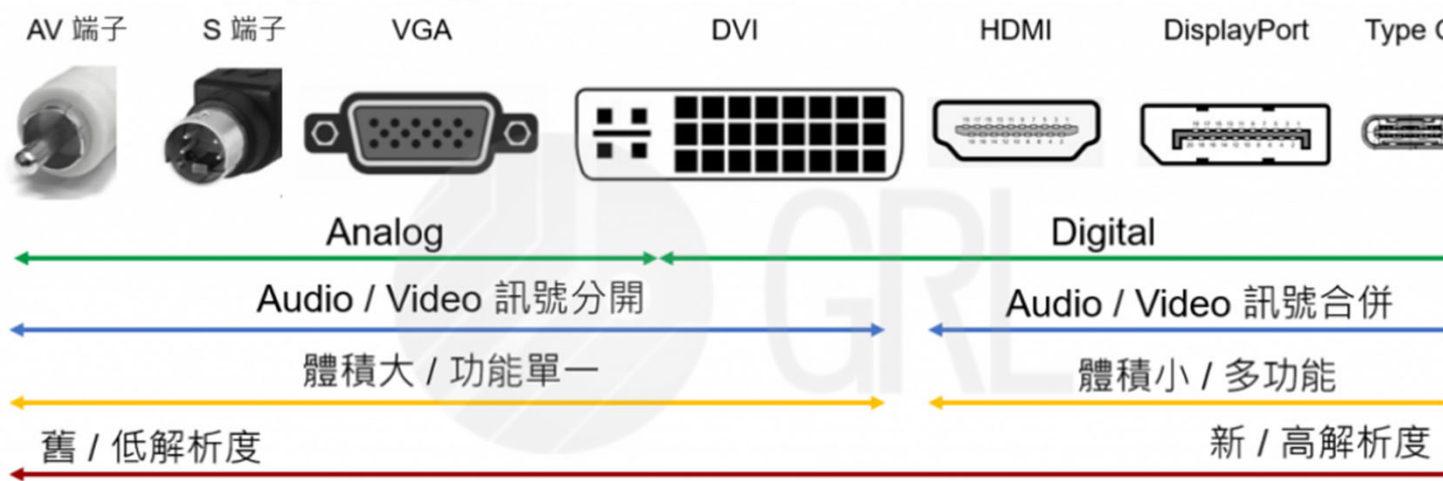 AV 端子 S 端子 VGA DVI HDMI DisplayPort Type
Analog Digital
Audio / Video 訊號分開 Audio / Video 訊號合併
體積大 / 功能單一 體積小 / 多功能
舊 / 低解析度 新 / 高解析度
GRL